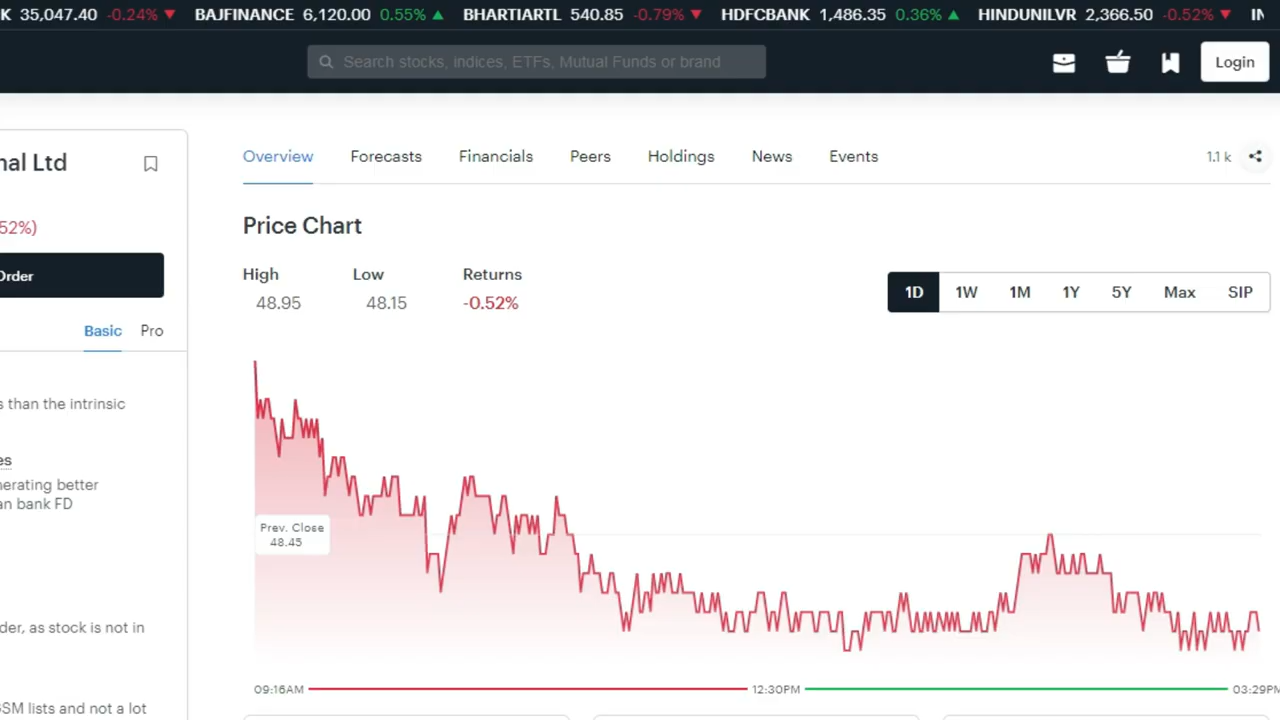 K 35,047.40 -0.24% BAJFINANCE 6,120.00 0.55% BHARTIARTL 540.85 -0.79% HDFCBANK 1,486.35 0.36% HINDUNILVR 2,366.50 -0.52% IN
Search stocks, indices, ETFs, Mutual Funds or brand
Login
nal Ltd
52%)
Order
Basic Pro
s than the intrinsic
es
nerating better
an bank FD
der, as stock is not in
GSM lists and not a lot
Overview Forecasts Financials Peers Holdings News Events
1.1 k
Price Chart
High Low Returns
48.95 48.15 -0.52%
1D 1W 1M 1Y 5Y Max SIP
Prev. Close
48.45
09:16AM 12:30PM 03:29PM